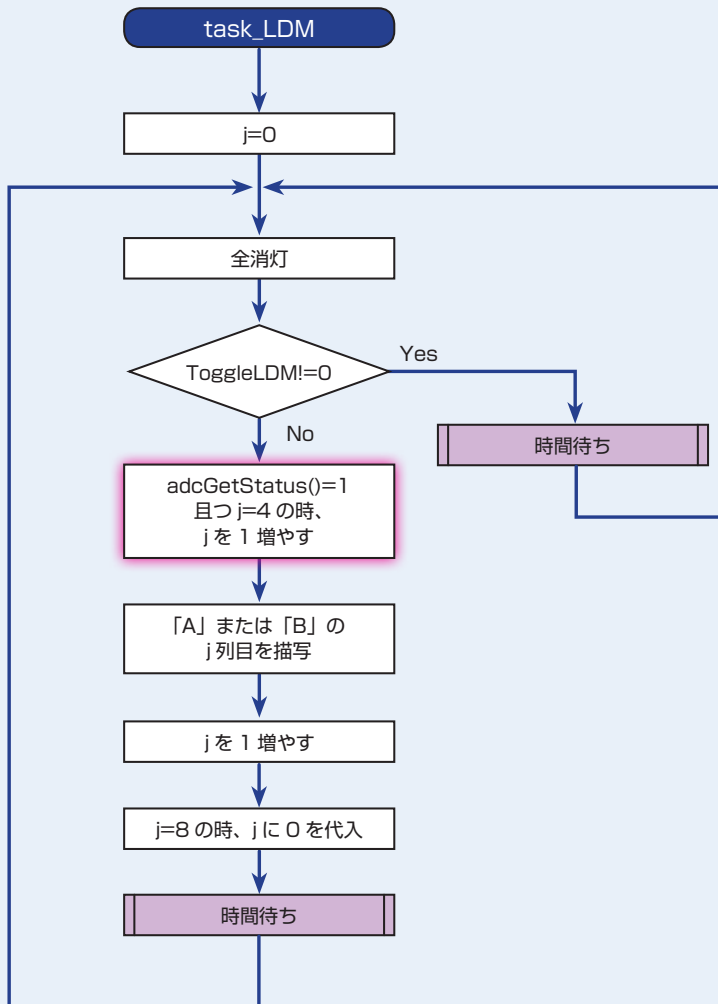 task_LDM
j=0
全消灯
ToggleLDM!=0
Yes
時間待ち
No
adcGetStatus()=1
且つ j=4 の時、
j を 1 増やす
「A」または「B」の
j 列目を描写
j を 1 増やす
j=8 の時、j に 0 を代入
時間待ち